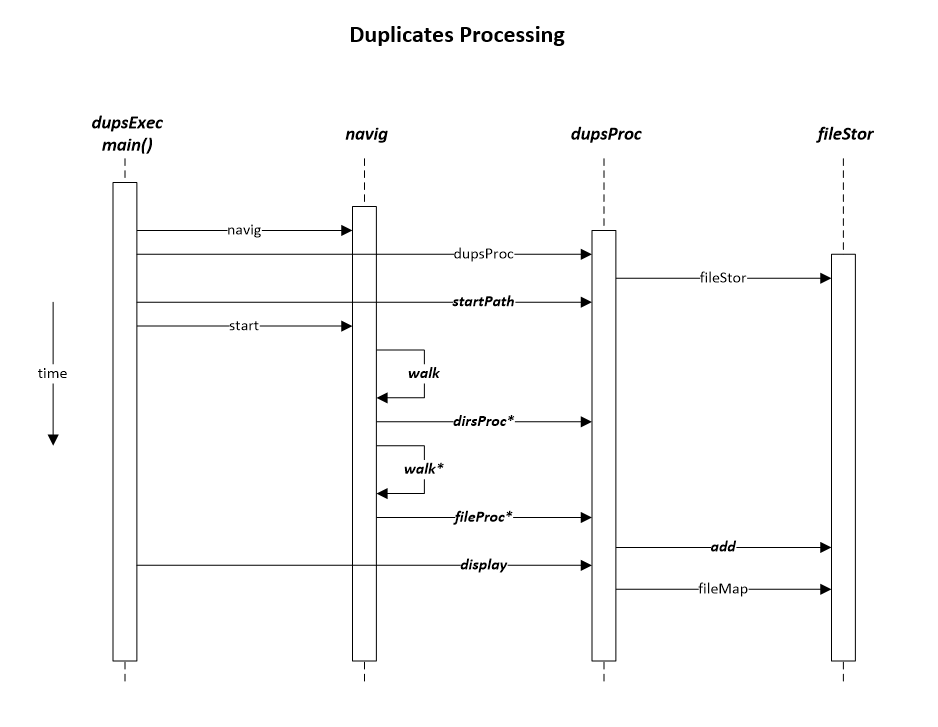 Duplicates Processing
dupsExec
main()
navig
dupsProc
fileStor
navig
dupsProc
fileStor
startPath
start
time
walk
dirsProc*
walk*
fileProc*
add
display
fileMap